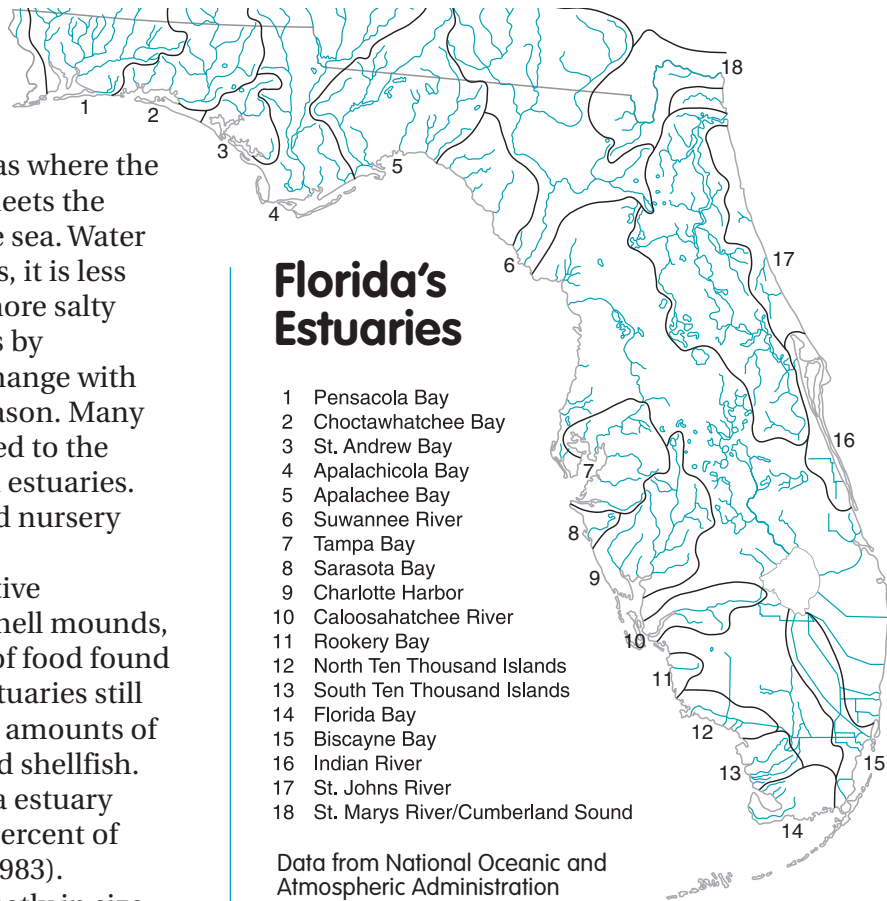 as where the
meets the
e sea. Water
s, it is less
more salty
s by
hange with
ason. Many
ed to the
estuaries.
d nursery
tive
hell mounds,
of food found
tuaries still
amounts of
d shellfish.
a estuary
ercent of
983).
in size
Florida's
Estuaries
1 Pensacola Bay
2 Choctawhatchee Bay
3 St. Andrew Bay
4 Apalachicola Bay
5 Apalachee Bay
6 Suwannee River
7 Tampa Bay
8 Sarasota Bay
9 Charlotte Harbor
10 Caloosahatchee River
11 Rookery Bay
12 North Ten Thousand Islands
13 South Ten Thousand Islands
14 Florida Bay
15 Biscayne Bay
16 Indian River
17 St. Johns River
18 St. Marys River/Cumberland Sound
Data from National Oceanic and
Atmospheric Administration
1
2
3
4
5
6
7
8
9
10
11
12
13
14
15
16
17
18